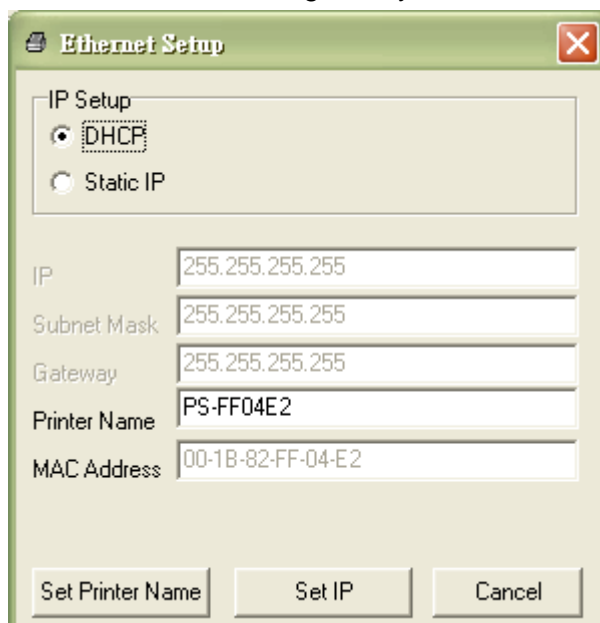 Ethernet Setup
IP Setup
DHCP
Static IP
IP 255.255.255.255
Subnet Mask 255.255.255.255
Gateway 255.255.255.255
Printer Name PS-FF04E2
MAC Address 00-1B-82-FF-04-E2
Set Printer Name Set IP Cancel